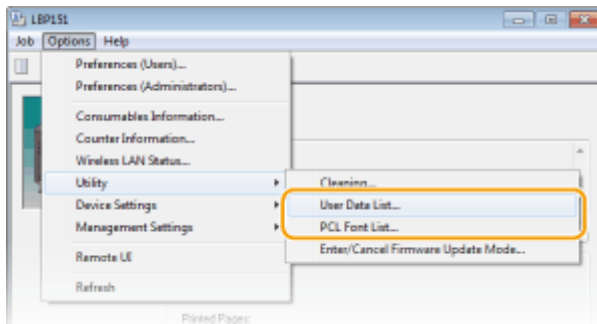 LBP151
Job Options Help
Preferences (Users)...
Preferences (Administrators)...
Consumables Information...
Counter Information...
Wireless LAN Status...
Utility
Cleaning...
Device Settings
User Data List...
Management Settings
PCL Font List...
Enter/Cancel Firmware Update Mode...
Remote UI
Refresh
Printed Pages: